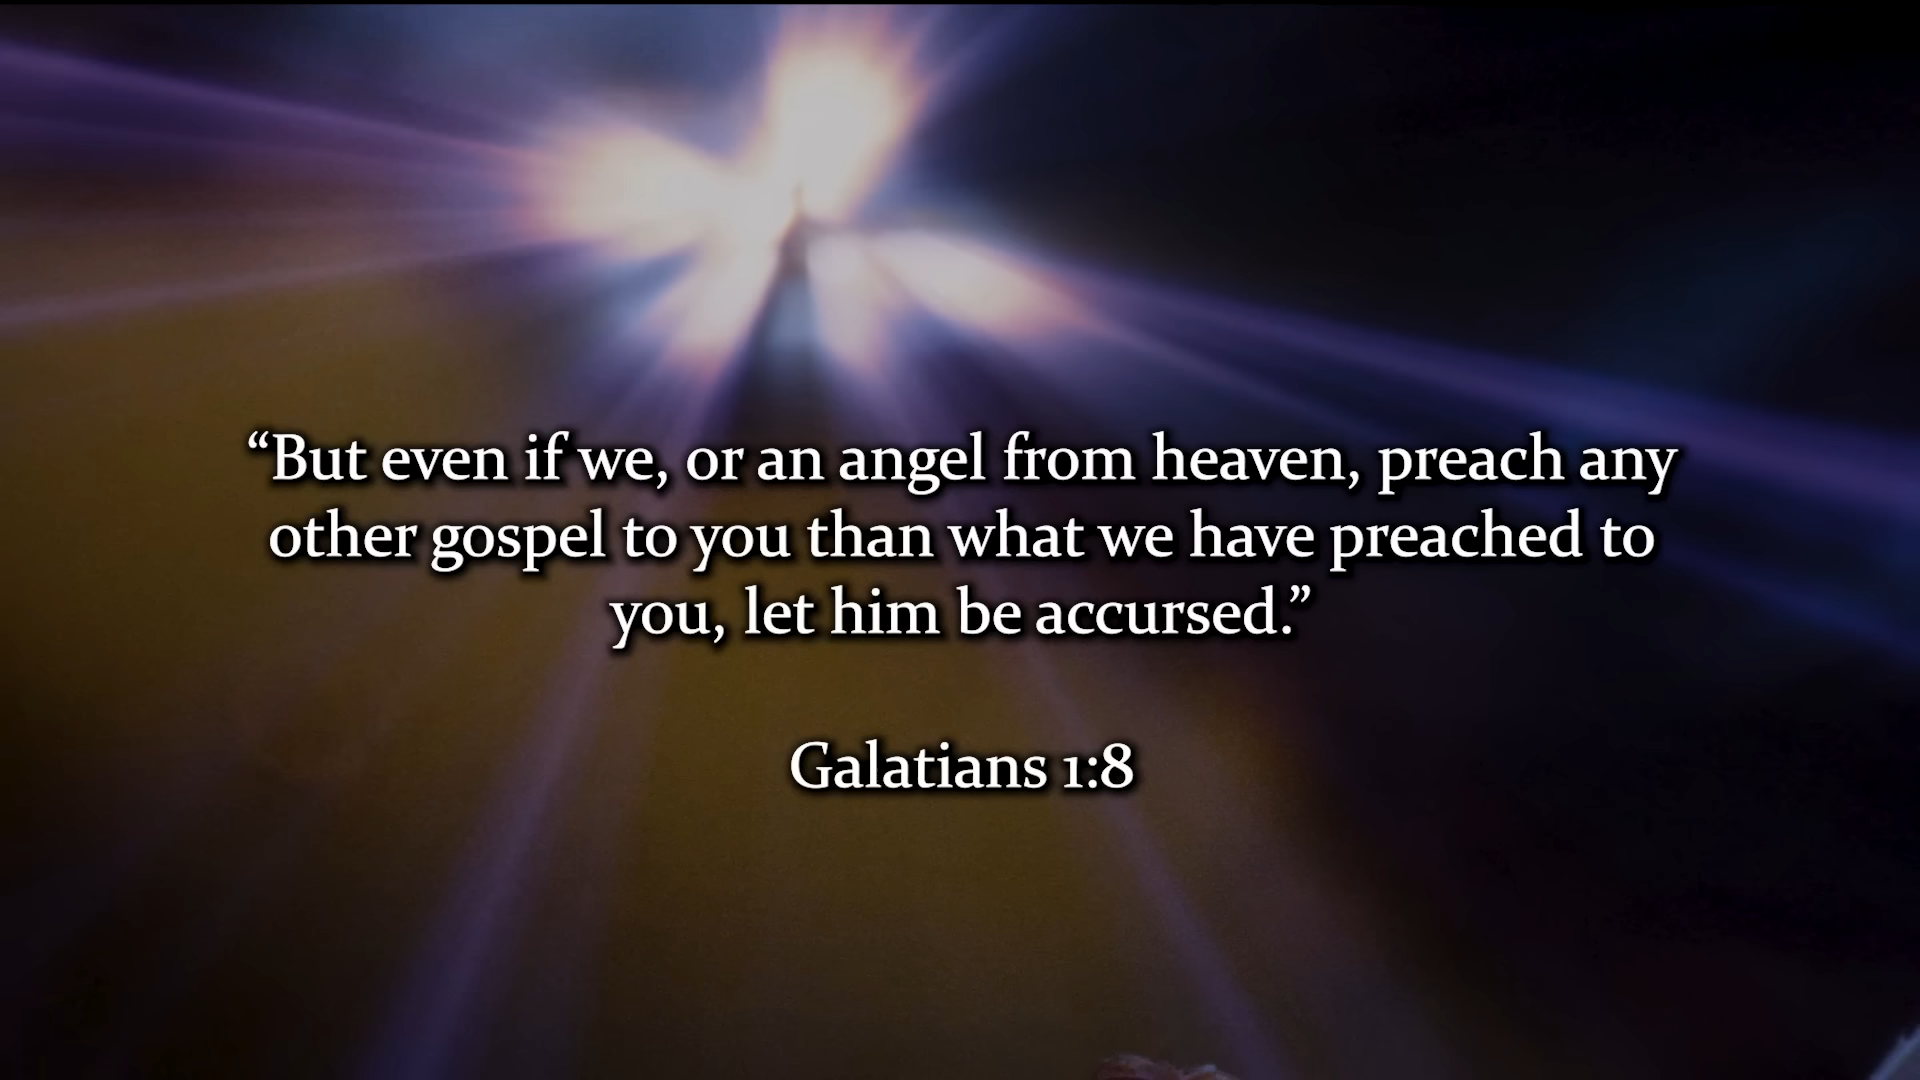 “But even if we, or an angel from heaven, preach any
other gospel to you than what we have preached to
you, let him be accursed.”
Galatians 1:8